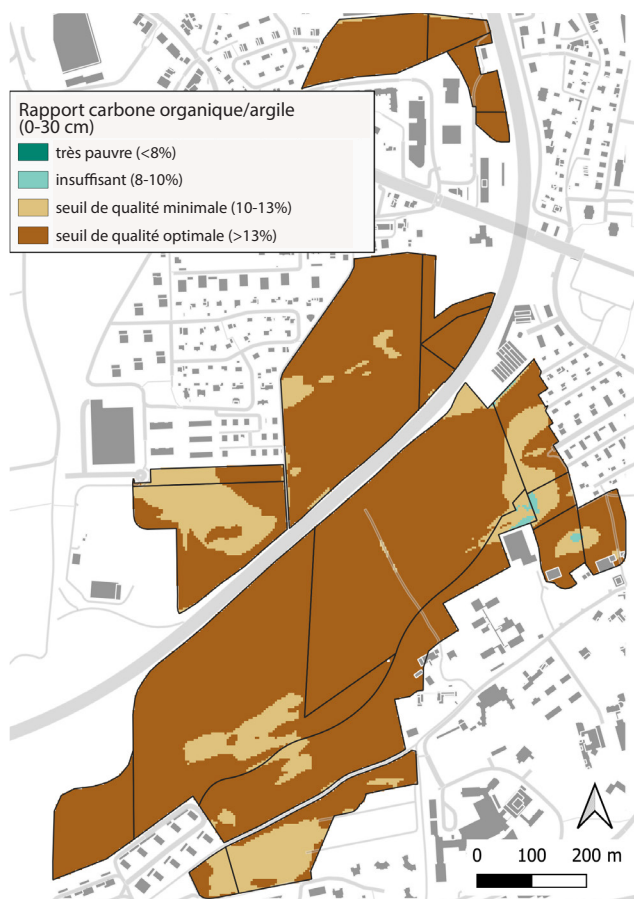 Rapport carbone organique/argile
(0-30 cm)
très pauvre (<8%)
insuffisant (8-10%)
seuil de qualité minimale (10-13%)
seuil de qualité optimale (>13%)
0 100 200 m